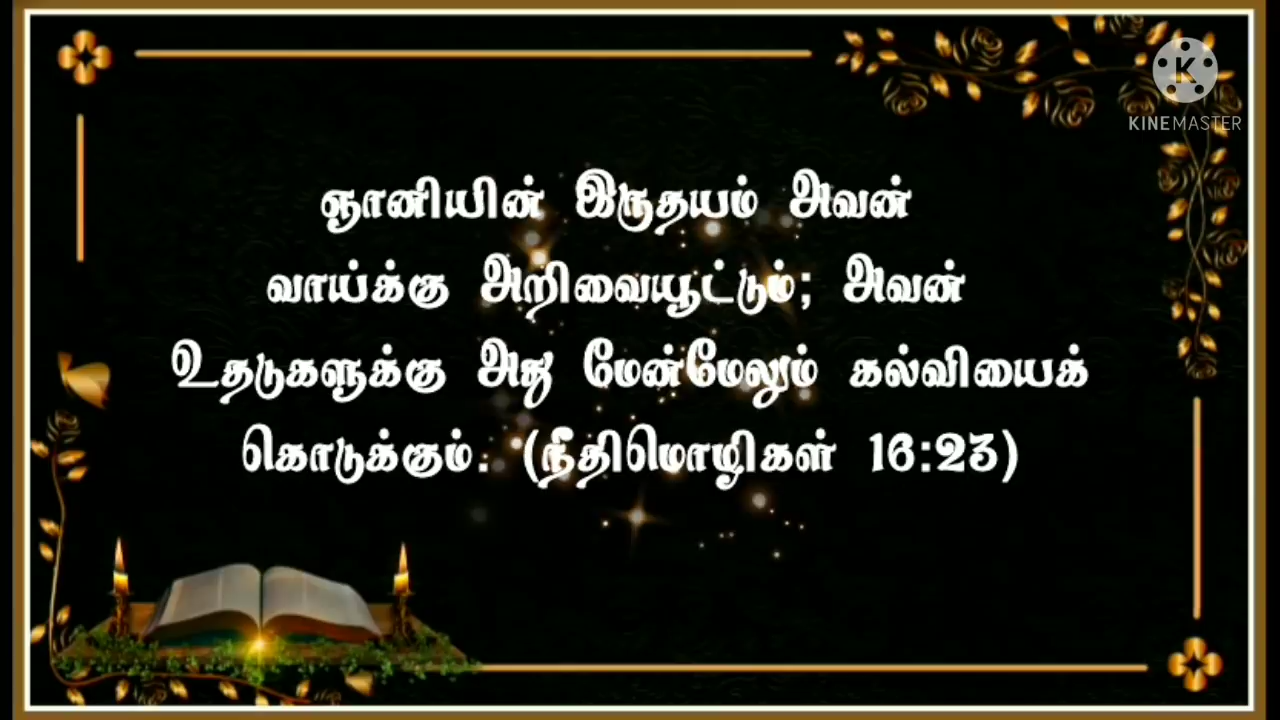 K
KINEMASTER
ஞானியின் இருதயம் அவன்
வாய்க்கு அறிவையூட்டும்; அவன்
உதடுகளுக்கு அது மேன்மேலும் கல்வியைக்
கொடுக்கும். (நீதிமொழிகள் 16:23)